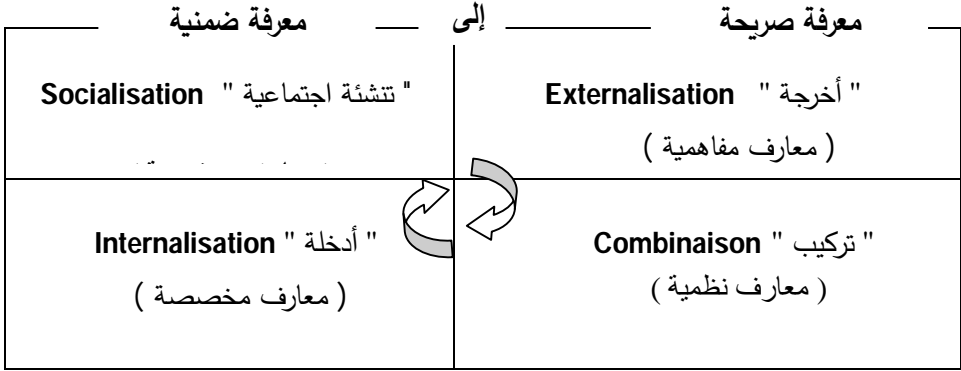 معرفة صريحة إلى معرفة ضمنية
" أخرجة " Externalisation
( معارف مفاهمية )
" تنشئة اجتماعية " Socialisation
" تركيب " Combinaison
( معارف نظمية )
" أدخلة " Internalisation
( معارف مخصصة )